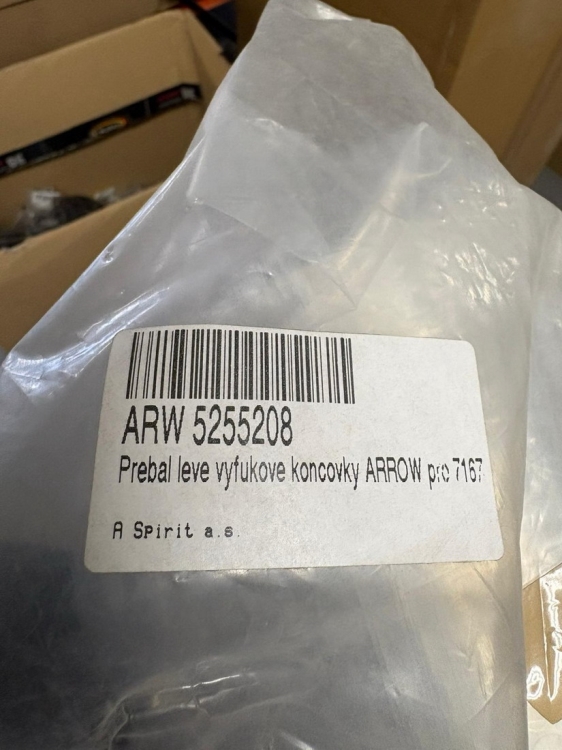 ARW 5255208
Prebal leve vyfukove koncovky ARROW pro 7167
A Spirit a.s.